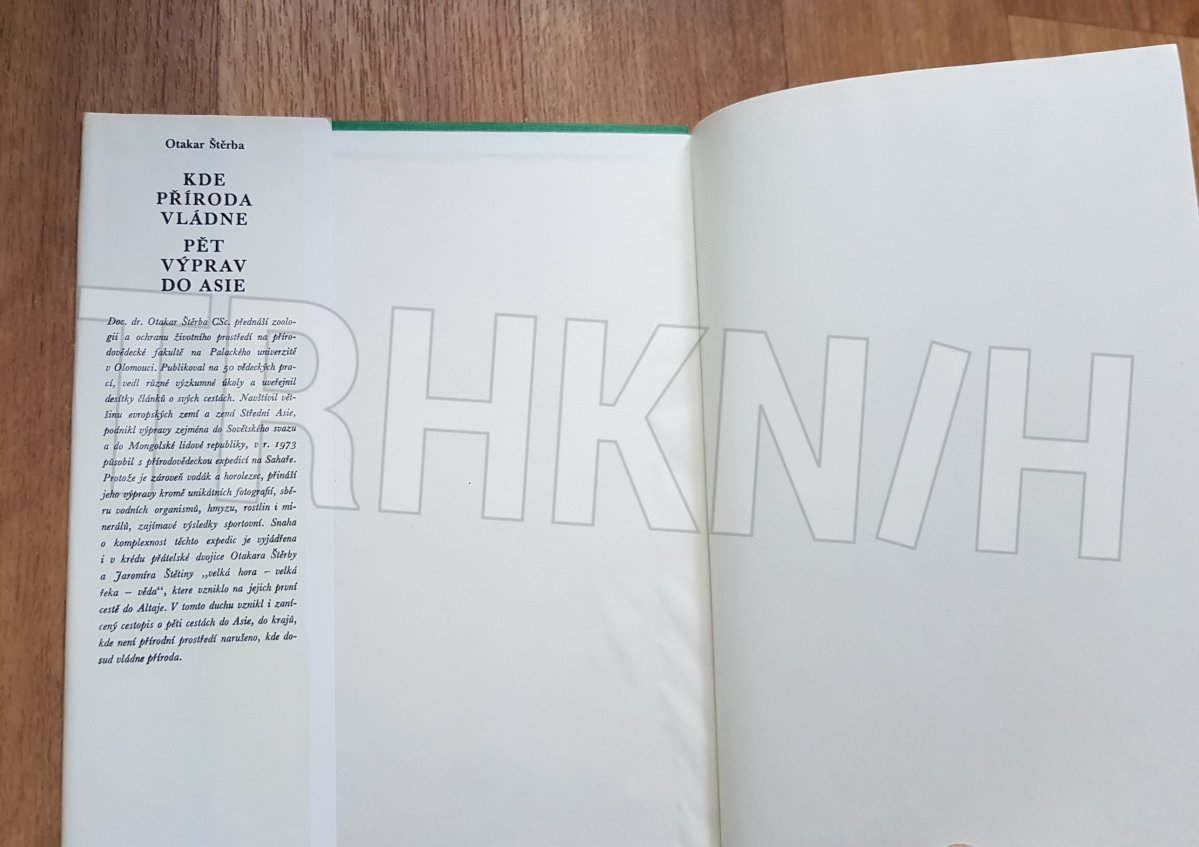 Otakar Štěrba
KDE
PŘÍRODA
VLÁDNE
PĚT
VÝPRAV
DO ASIE
Doc. dr. Otakar Štěrba CSc. přednáší zoolo-
gii a ochranu životního prostředí na příro-
dovědecké fakultě na Palackého univerzitě
v Olomouci. Publikoval na 50 vědeckých pra-
cí, vedl různé výzkumné úkoly a uveřejnil
desítky článků o svých cestách. Navštívil vět-
šinu evropských zemí a zemí Střední Asie,
podnikl výpravy zejména do Sovětského svazu
a do Mongolské lidové republiky, v r. 1973
působil s přírodovědeckou expedicí na Sahaře.
Protože je zároveň vodák a horolezec, přináší
jeho výpravy kromě unikátních fotografií, sbě-
ru vodních organismů, hmyzu, rostlin i mi-
nerálů, zajímavé výsledky sportovní. Snaha
o komplexnost těchto expedic je vyjádřena
i v krédu přátelské dvojice Otakara Štěrby
a Jaromíra Štětiny „velká hora – velká
řeka – věda“, ktere vzniklo na jejich první
cestě do Altaje. V tomto duchu vznikl i zaní-
cený cestopis o pěti cestách do Asie, do krajů,
kde není přírodní prostředí narušeno, kde do-
sud vládne příroda.
TRHKNIH